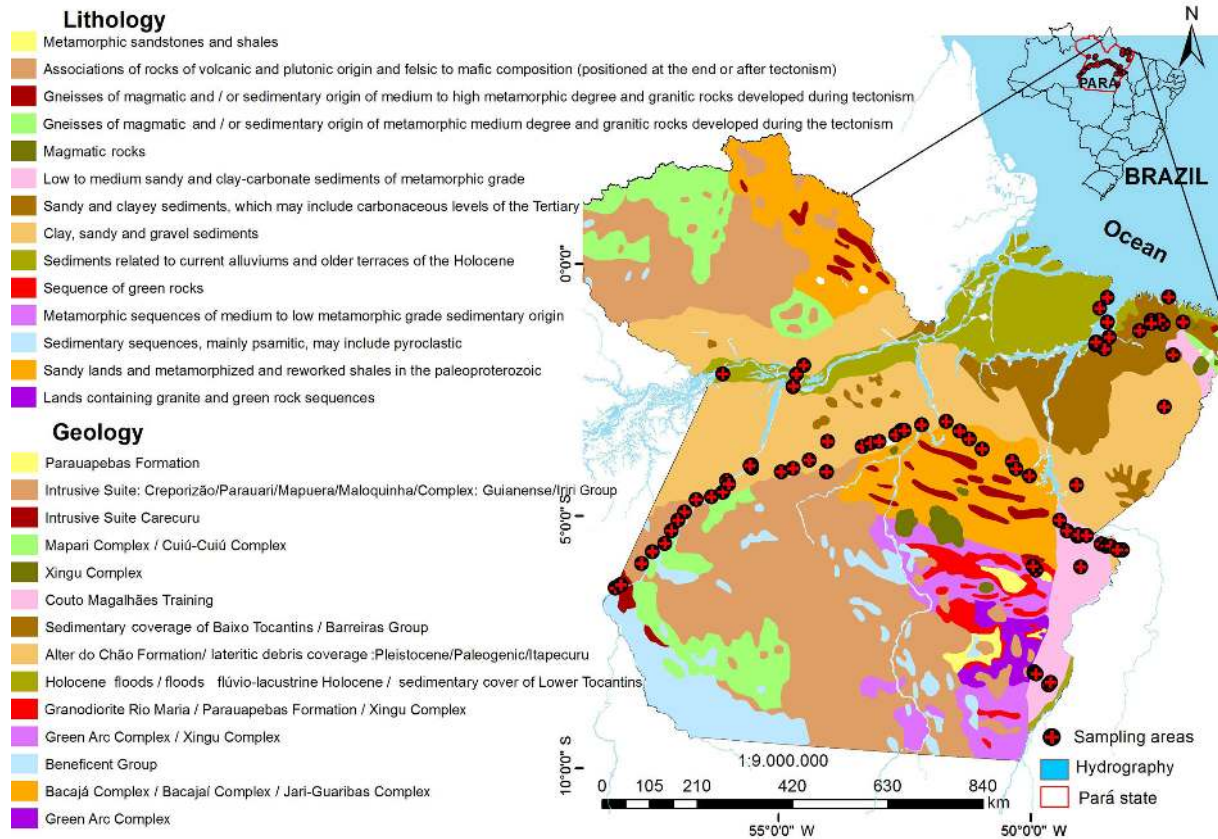 Lithology
Metamorphic sandstones and shales
Associations of rocks of volcanic and plutonic origin and felsic to mafic composition (positioned at the end or after tectonism)
Gneisses of magmatic and / or sedimentary origin of medium to high metamorphic degree and granitic rocks developed during tectonism
Gneisses of magmatic and / or sedimentary origin of metamorphic medium degree and granitic rocks developed during the tectonism
Magmatic rocks
Low to medium sandy and clay-carbonate sediments of metamorphic grade
Sandy and clayey sediments, which may include carbonaceous levels of the Tertiary
Clay, sandy and gravel sediments
Sediments related to current alluviums and older terraces of the Holocene
Sequence of green rocks
Metamorphic sequences of medium to low metamorphic grade sedimentary origin
Sedimentary sequences, mainly psamitic, may include pyroclastic
Sandy lands and metamorphized and reworked shales in the paleoproterozoic
Lands containing granite and green rock sequences
Geology
Parauapebas Formation
Intrusive Suite: Creporizão/Parauari/Mapuera/Maloquinha/Complex: Guianense/Iriri Group
Intrusive Suite Carecuru
Mapari Complex / Cuiú-Cuiú Complex
Xingu Complex
Couto Magalhães Training
Sedimentary coverage of Baixo Tocantins / Barreiras Group
Alter do Chão Formation/ lateritic debris coverage :Pleistocene/Paleogenic/Itapecuru
Holocene floods / floods flúvio-lacustrine Holocene / sedimentary cover of Lower Tocantins
Granodiorite Rio Maria / Parauapebas Formation / Xingu Complex
Green Arc Complex / Xingu Complex
Beneficent Group
Bacajá Complex / Bacajaí Complex / Jari-Guaribas Complex
Green Arc Complex
N
PARÁ
BRAZIL
Ocean
0°0'0"
5°0'0" S
10°0'0" S
1:9.000.000
0 105 210 420 630 840
km
55°0'0" W
50°0'0" W
Sampling areas
Hydrography
Pará state